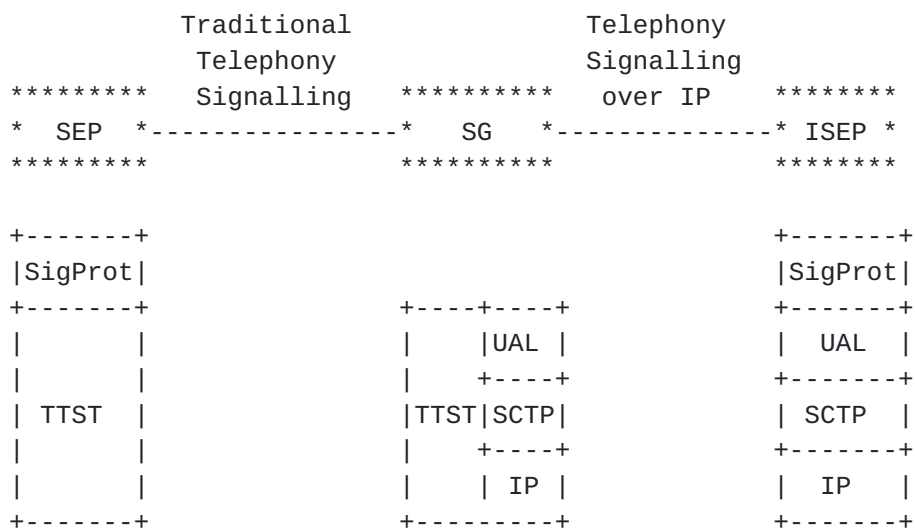 Traditional               Telephony
            Telephony                Signalling
*********   Signalling   **********   over IP    ********
*  SEP  *----------------*   SG   *--------------* ISEP *
*********                **********              ********

+-------+                                        +-------+
|SigProt|                                        |SigProt|
+-------+                +----+----+             +-------+
|       |                |    |UAL |             |  UAL  |
|       |                |    +----+             +-------+
| TTST  |                |TTST|SCTP|             | SCTP  |
|       |                |    +----+             +-------+
|       |                |    | IP |             |  IP   |
+-------+                +---------+             +-------+